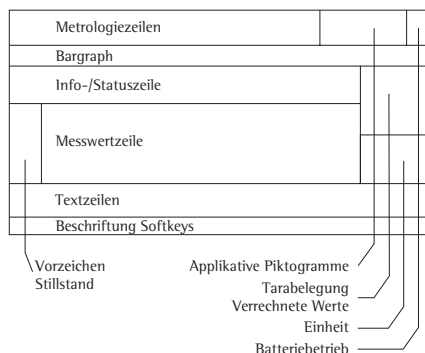 Metrologiezeilen
Bargraph
Info-/Statuszeile
Messwertzeile
Textzeilen
Beschriftung Softkeys
Vorzeichen
Stillstand
Applikative Piktogramme
Tarabelegung
Verrechnete Werte
Einheit
Batteriebetrieb